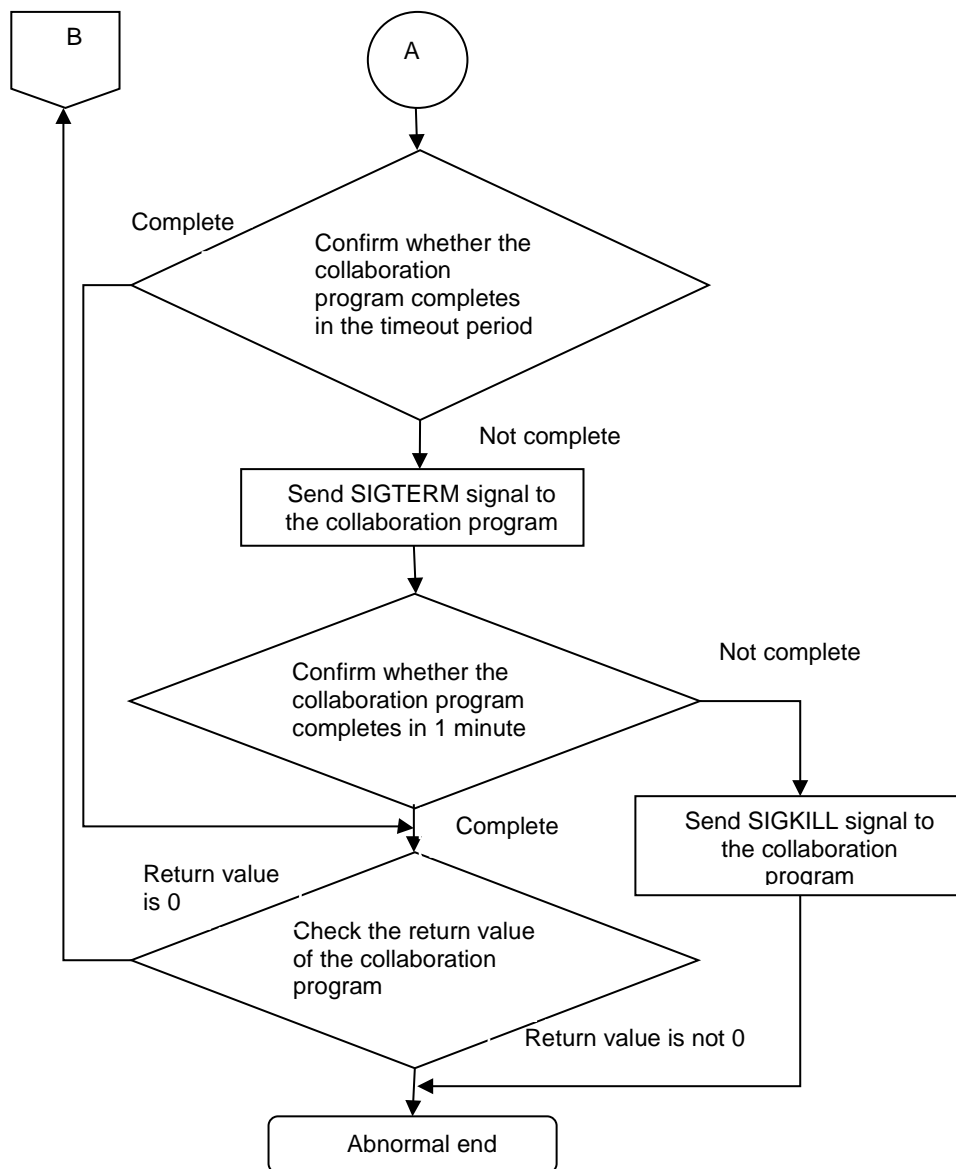 B
A
Complete
Confirm whether the
collaboration
program completes
in the timeout period
Not complete
Send SIGTERM signal to
the collaboration program
Not complete
Confirm whether the
collaboration program
completes in 1 minute
Complete
Send SIGKILL signal to
the collaboration
program
Return value
is 0
Check the return value
of the collaboration
program
Return value is not 0
Abnormal end